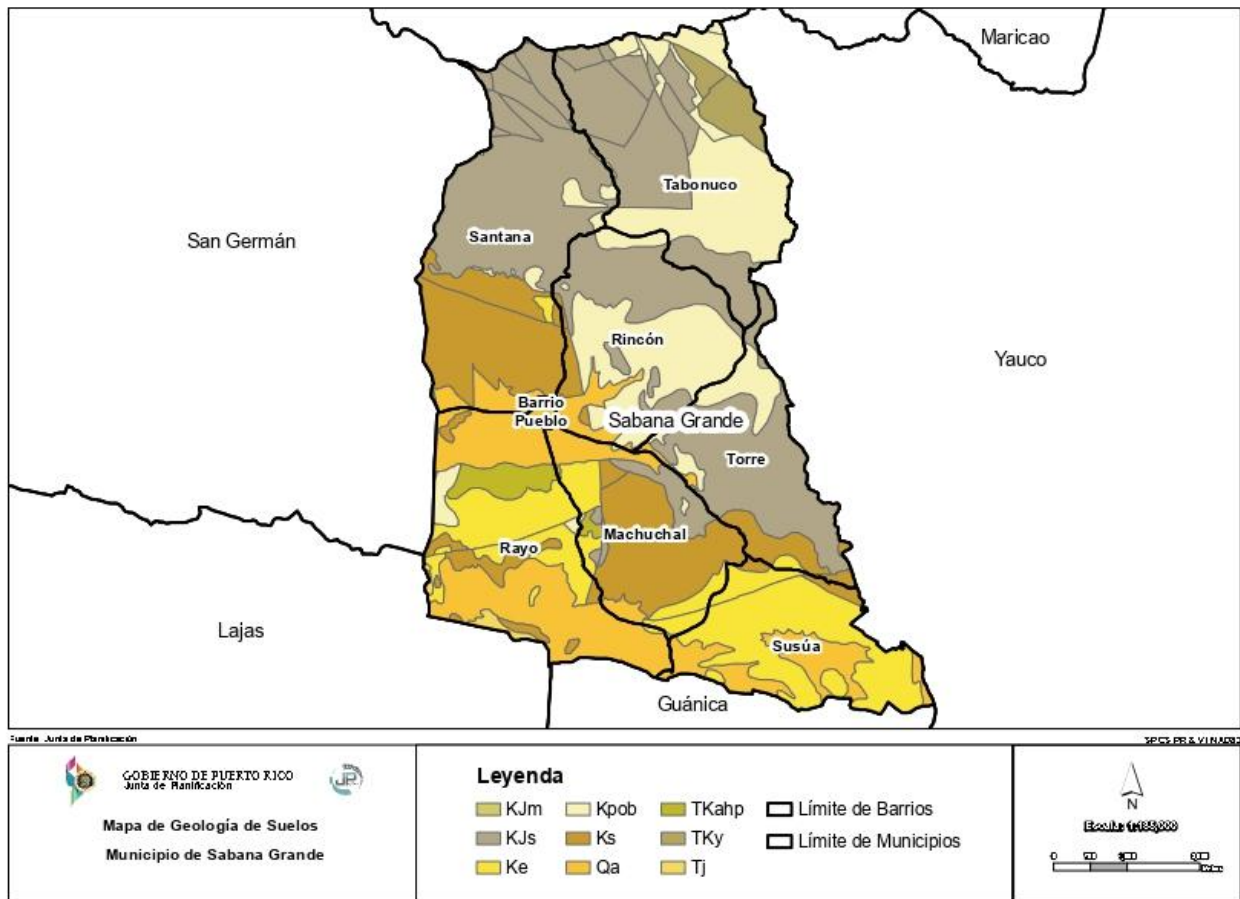 Maricao
Tabonuco
San Germán
Santana
Rincón
Yauco
Barrio
Pueblo
Sabana Grande
Torre
Machuchal
Rayo
Lajas
Susúa
Guánica
Fuente: Junta de Planificación
GOBIERNO DE PUERTO RICO
Junta de Planificación
JP
Mapa de Geología de Suelos
Municipio de Sabana Grande
Leyenda
KJm
KJs
Ke
Kpob
Ks
Qa
TKahp
TKy
Tj
Límite de Barrios
Límite de Municipios
N
0